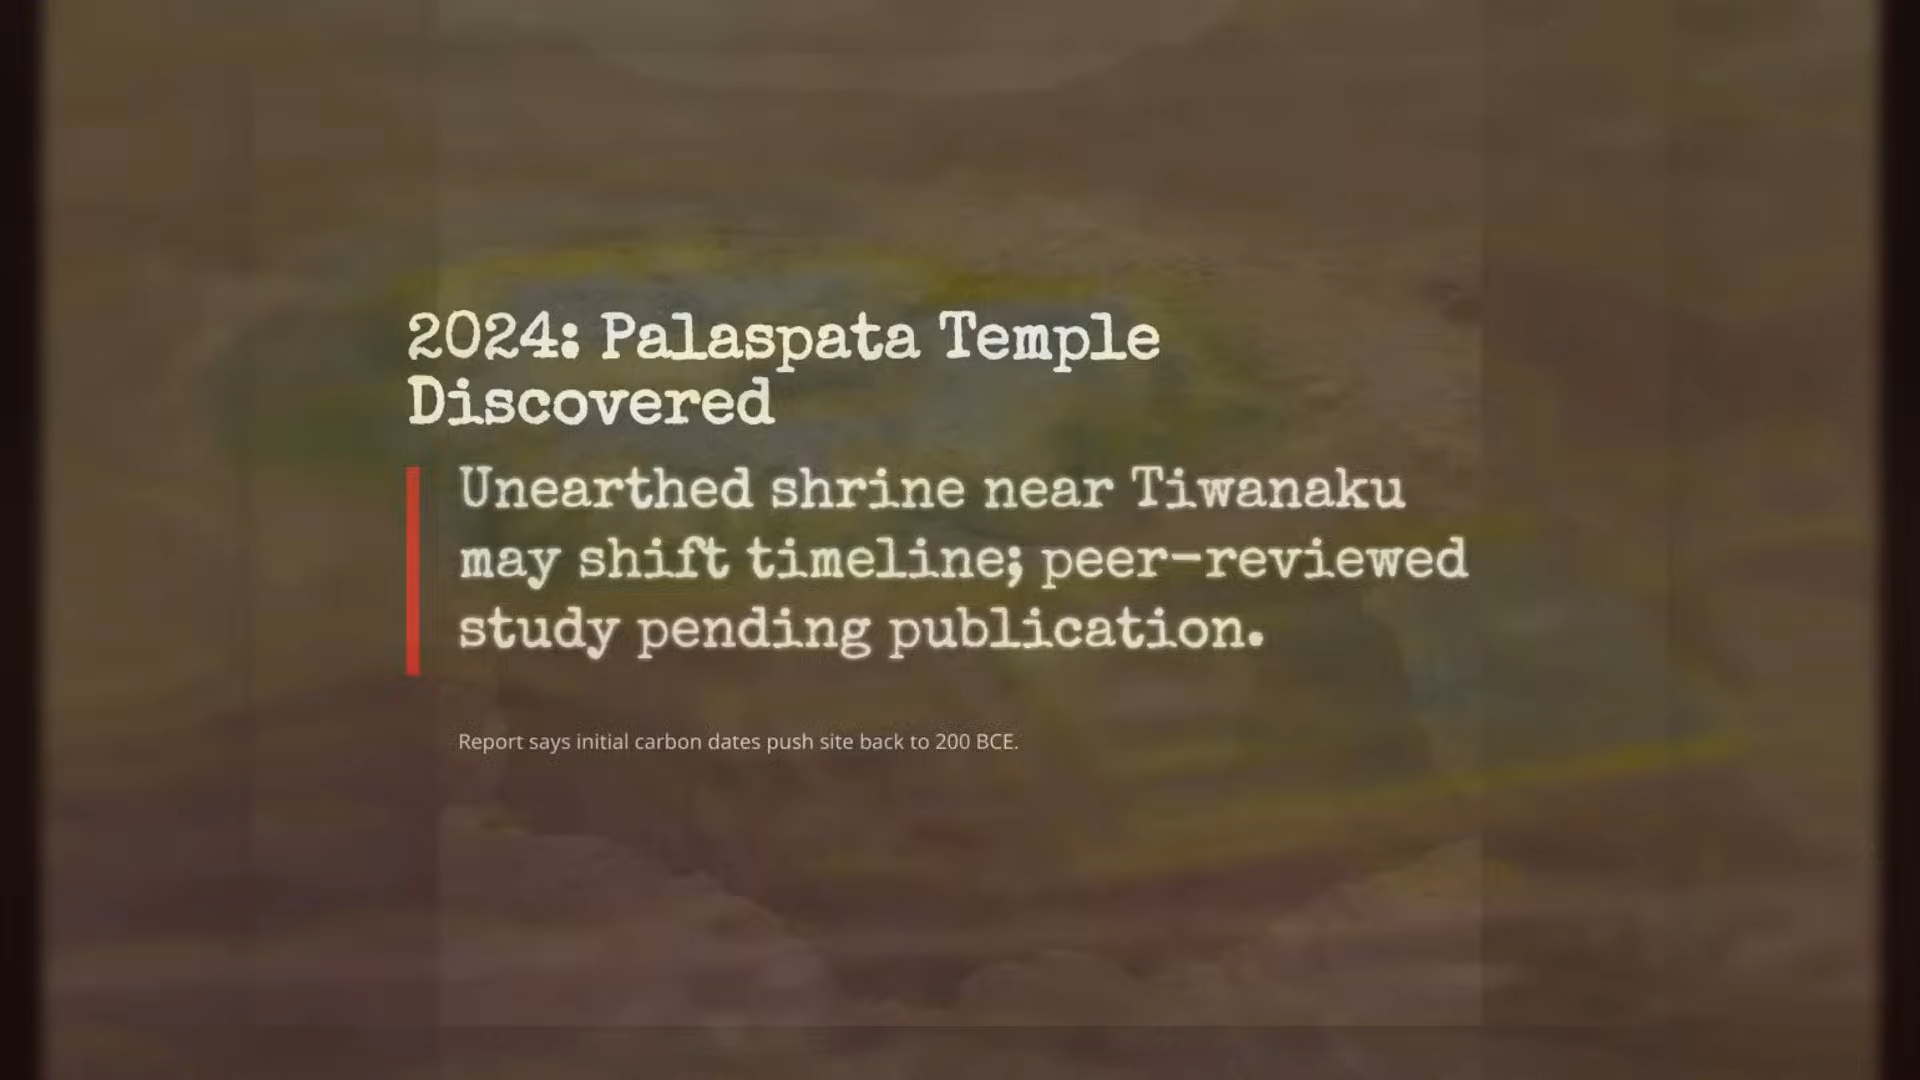 2024: Palaspata Temple
Discovered
Unearthed shrine near Tiwanaku
may shift timeline; peer-reviewed
study pending publication.
Report says initial carbon dates push site back to 200 BCE.